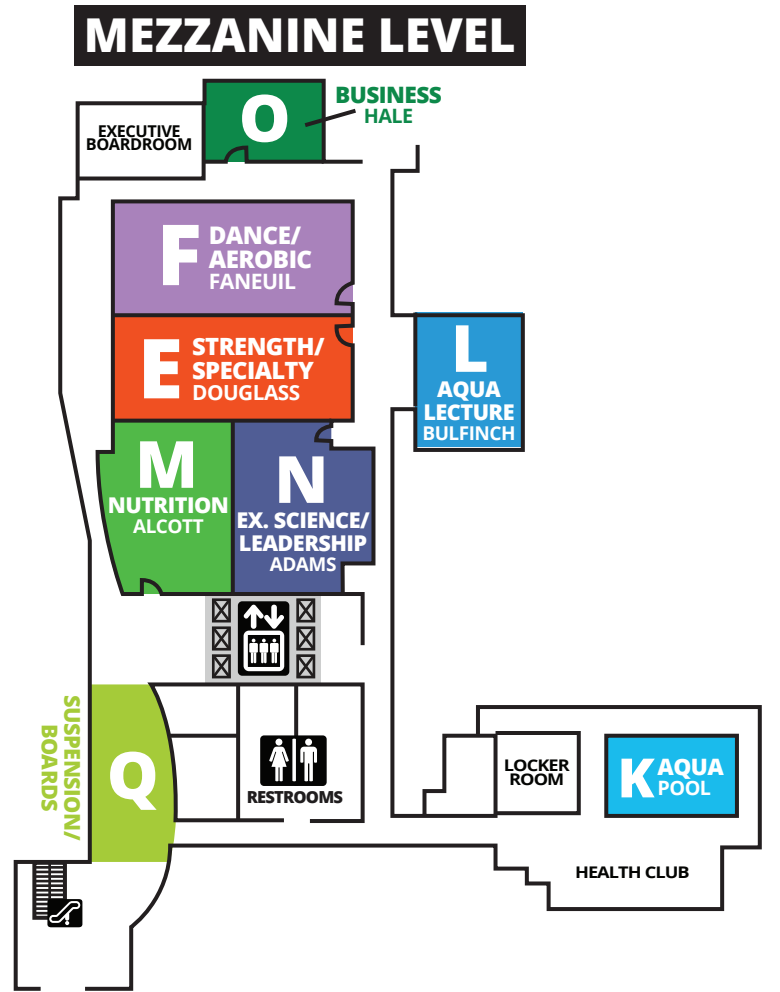 MEZZANINE LEVEL
O
BUSINESS
HALE
EXECUTIVE
BOARDROOM
F
DANCE/
AEROBIC
FANEUIL
E
STRENGTH/
SPECIALTY
DOUGLASS
L
AQUA
LECTURE
BULFINCH
M
NUTRITION
ALCOTT
N
EX. SCIENCE/
LEADERSHIP
ADAMS
SUSPENSION/
BOARDS
Q
RESTROOMS
LOCKER
ROOM
K
AQUA
POOL
HEALTH CLUB